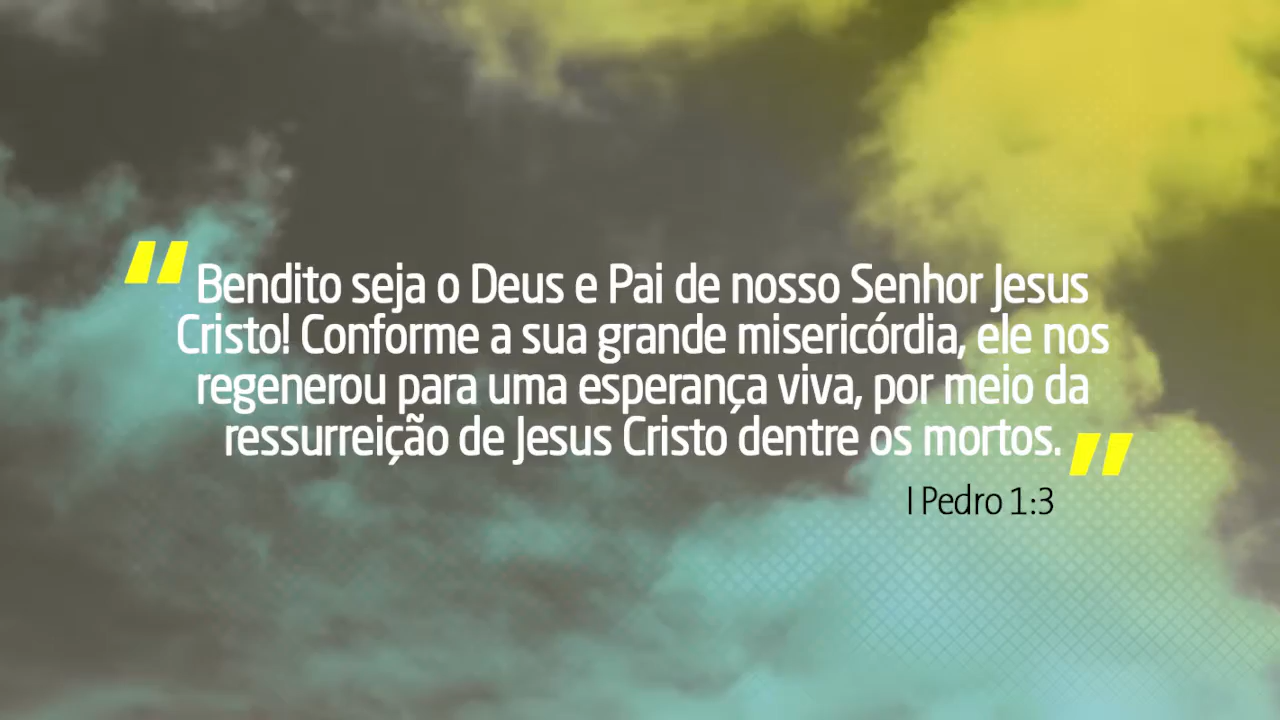 “Bendito seja o Deus e Pai de nosso Senhor Jesus
Cristo! Conforme a sua grande misericórdia, ele nos
regenerou para uma esperança viva, por meio da
ressurreição de Jesus Cristo dentre os mortos.”
I Pedro 1:3